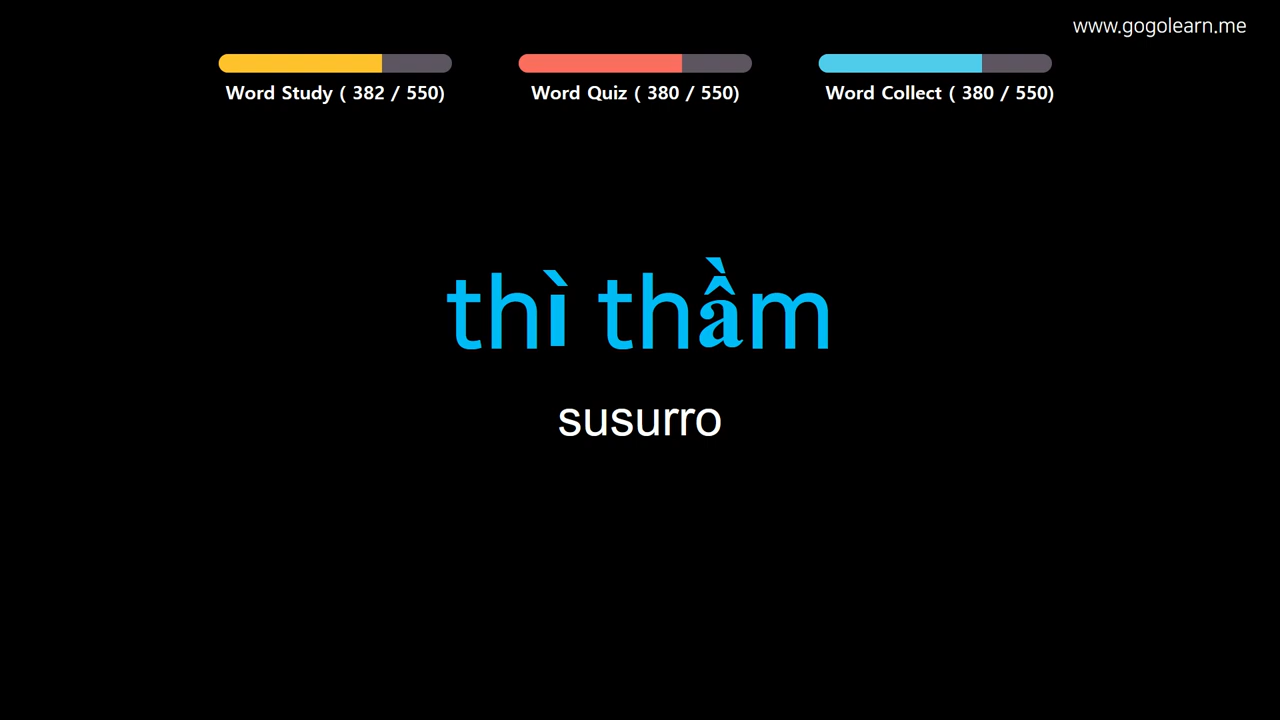 www.gogolearn.me
Word Study ( 382 / 550)
Word Quiz ( 380 / 550)
Word Collect ( 380 / 550)
thì thầm
susurro